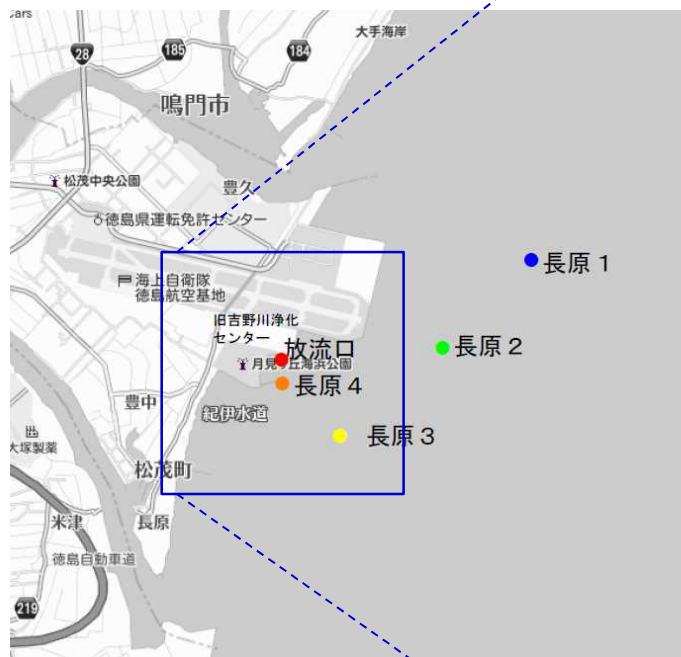 cars
大手海岸
185
184
28
鳴門市
松茂中央公園
豊久
徳島県運転免許センター
長原1
海上自衛隊
徳島航空基地
旧吉野川浄化
センター
放流口
長原2
月見ヶ丘海浜公園
長原4
豊中
紀伊水道
長原3
大塚製薬
松茂町
米津
長原
徳島自動車道
219